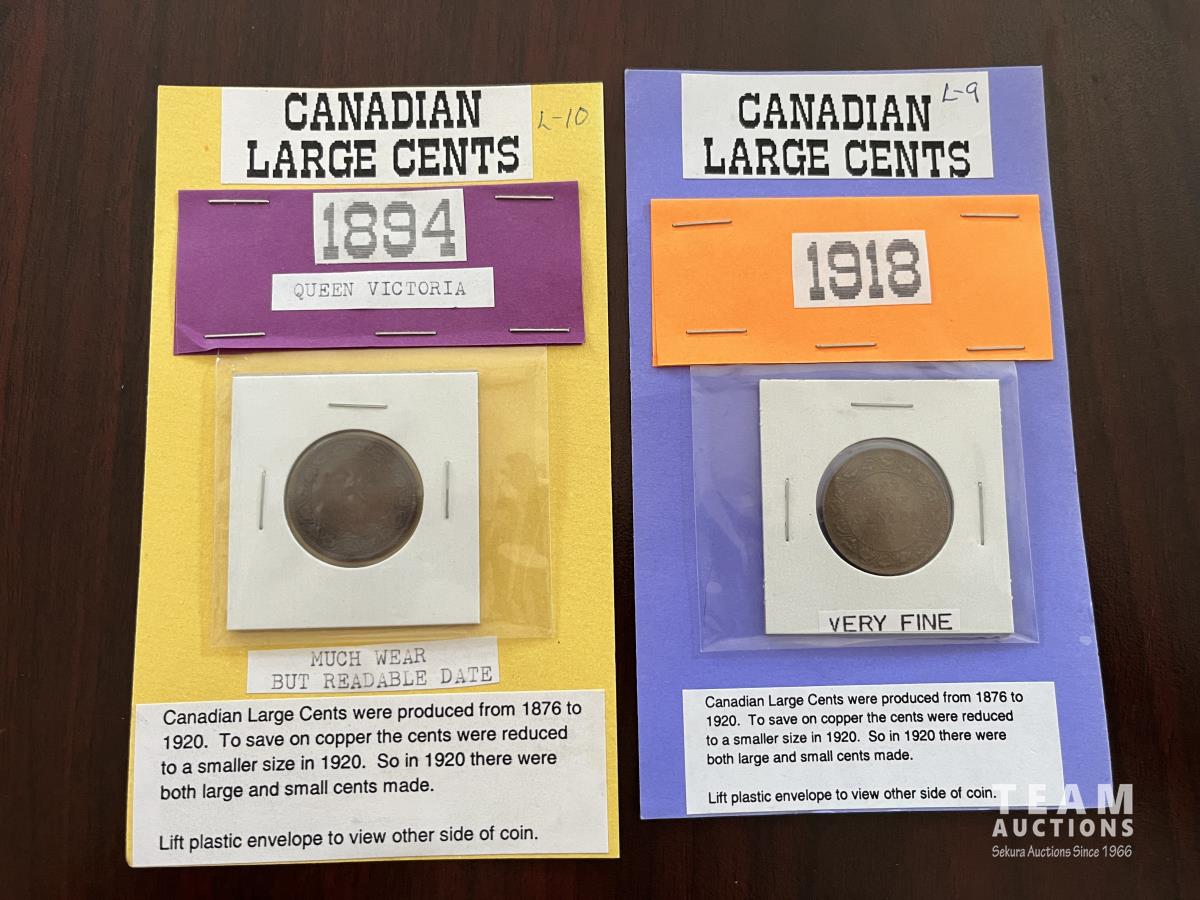 CANADIAN
LARGE CENTS
L-10
1894
QUEEN VICTORIA
MUCH WEAR
BUT READABLE DATE
Canadian Large Cents were produced from 1876 to
1920. To save on copper the cents were reduced
to a smaller size in 1920. So in 1920 there were
both large and small cents made.
Lift plastic envelope to view other side of coin.
CANADIAN
LARGE CENTS
L-9
1918
VERY FINE
Canadian Large Cents were produced from 1876 to
1920. To save on copper the cents were reduced
to a smaller size in 1920. So in 1920 there were
both large and small cents made.
Lift plastic envelope to view other side of coin.
TEAM
AUCTIONS
Sekura Auctions Since 1966